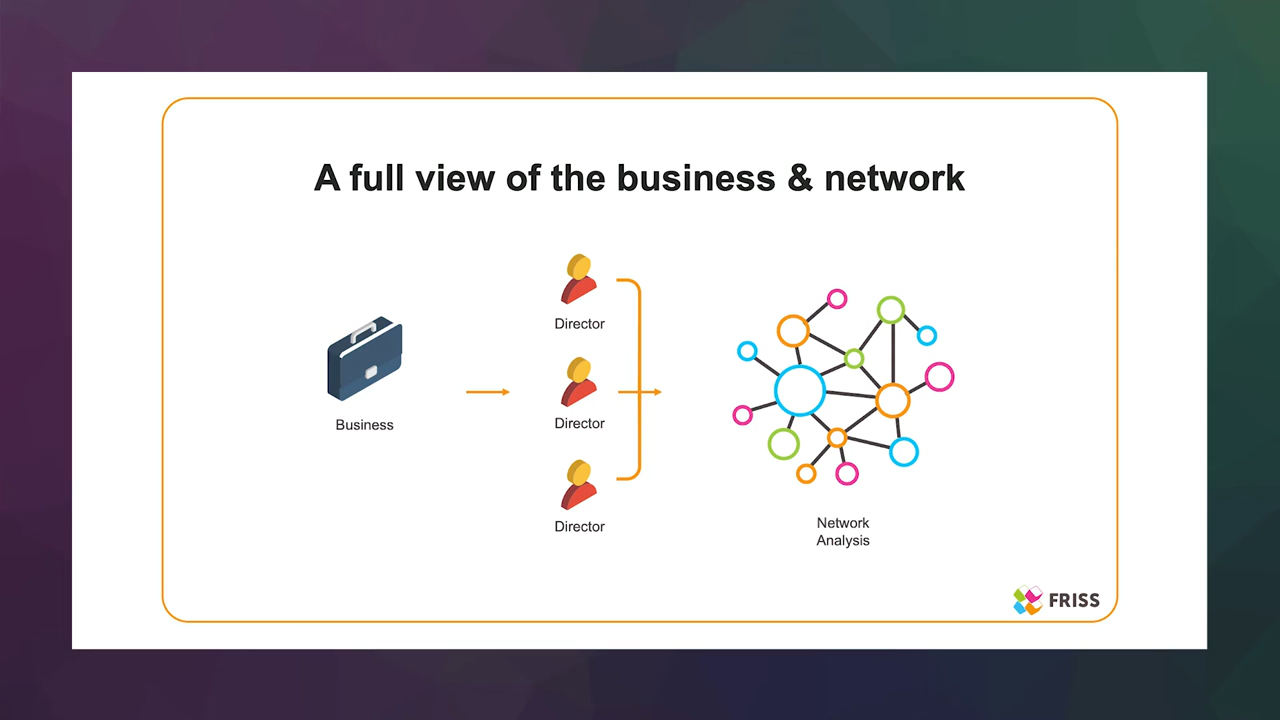 A full view of the business & network
Business
Director
Director
Director
Network
Analysis
FRISS